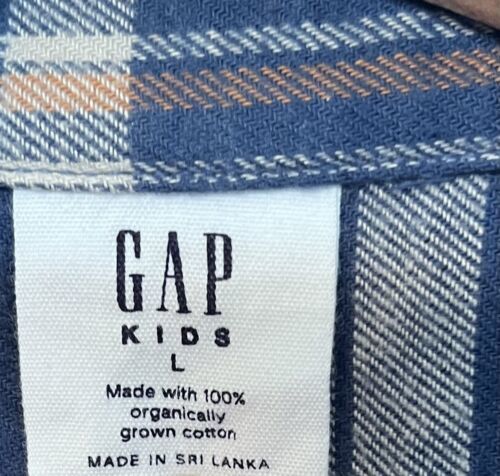 GAP
KIDS
L
Made with 100%
organically
grown cotton
MADE IN SRI LANKA